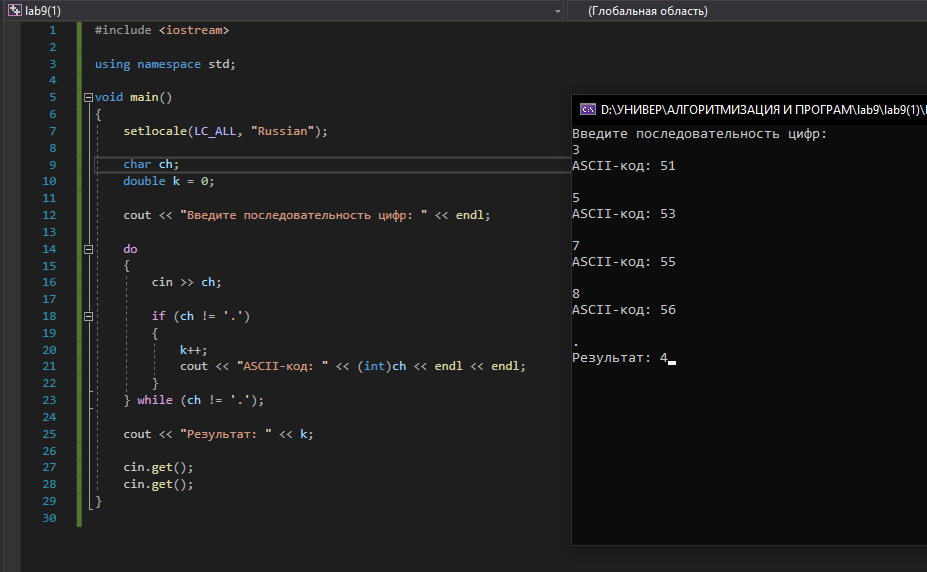 lab9(1) (Глобальная область)
1 #include <iostream>
2
3 using namespace std;
4
5 void main()
6 {
7 setlocale(LC_ALL, "Russian");
8
9 char ch;
10 double k = 0;
11
12 cout << "Введите последовательность цифр: " << endl;
13
14 do
15 {
16 cin >> ch;
17
18 if (ch != '.')
19 {
20 k++;
21 cout << "ASCII-код: " << (int)ch << endl << endl;
22 }
23 } while (ch != '.');
24
25 cout << "Результат: " << k;
26
27 cin.get();
28 cin.get();
29 }
30
D:\УНИВЕР\АЛГОРИТМИЗАЦИЯ И ПРОГРАМ\lab9\lab9(1)\
Введите последовательность цифр:
3
ASCII-код: 51
5
ASCII-код: 53
7
ASCII-код: 55
8
ASCII-код: 56
.
Результат: 4